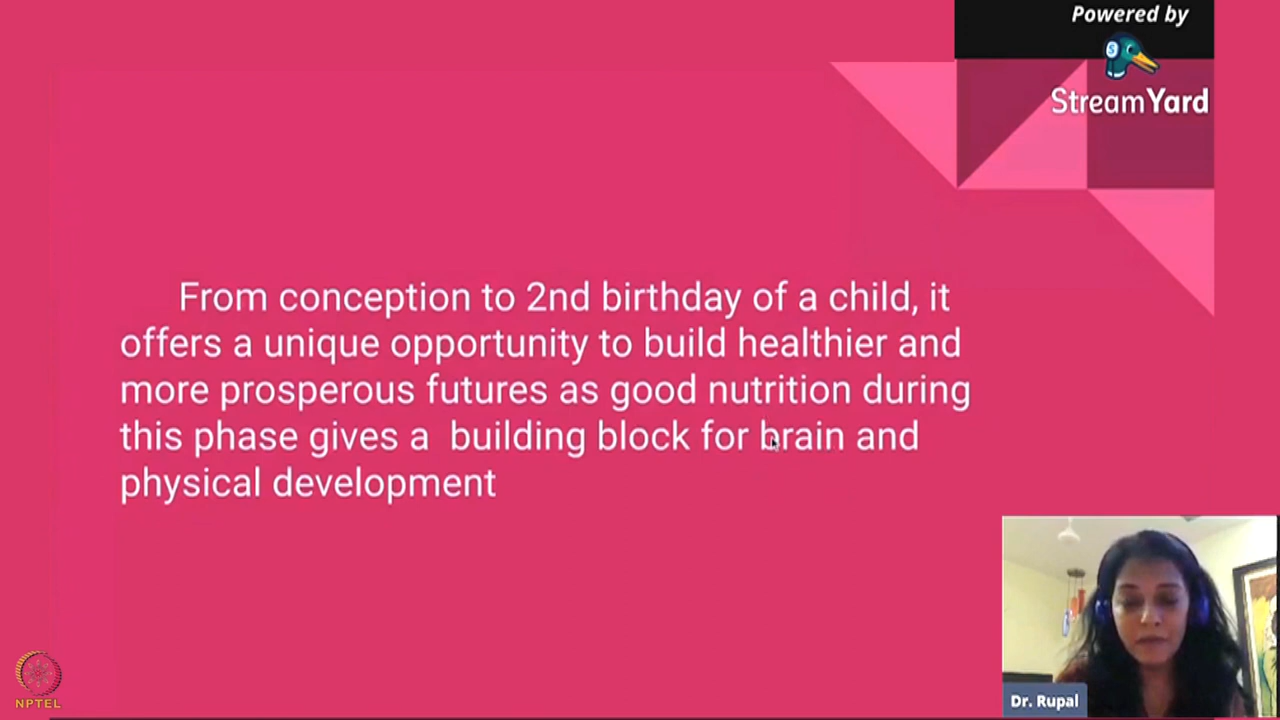 Powered by
StreamYard
From conception to 2nd birthday of a child, it
offers a unique opportunity to build healthier and
more prosperous futures as good nutrition during
this phase gives a  building block for brain and
physical development
NPTEL
Dr. Rupal